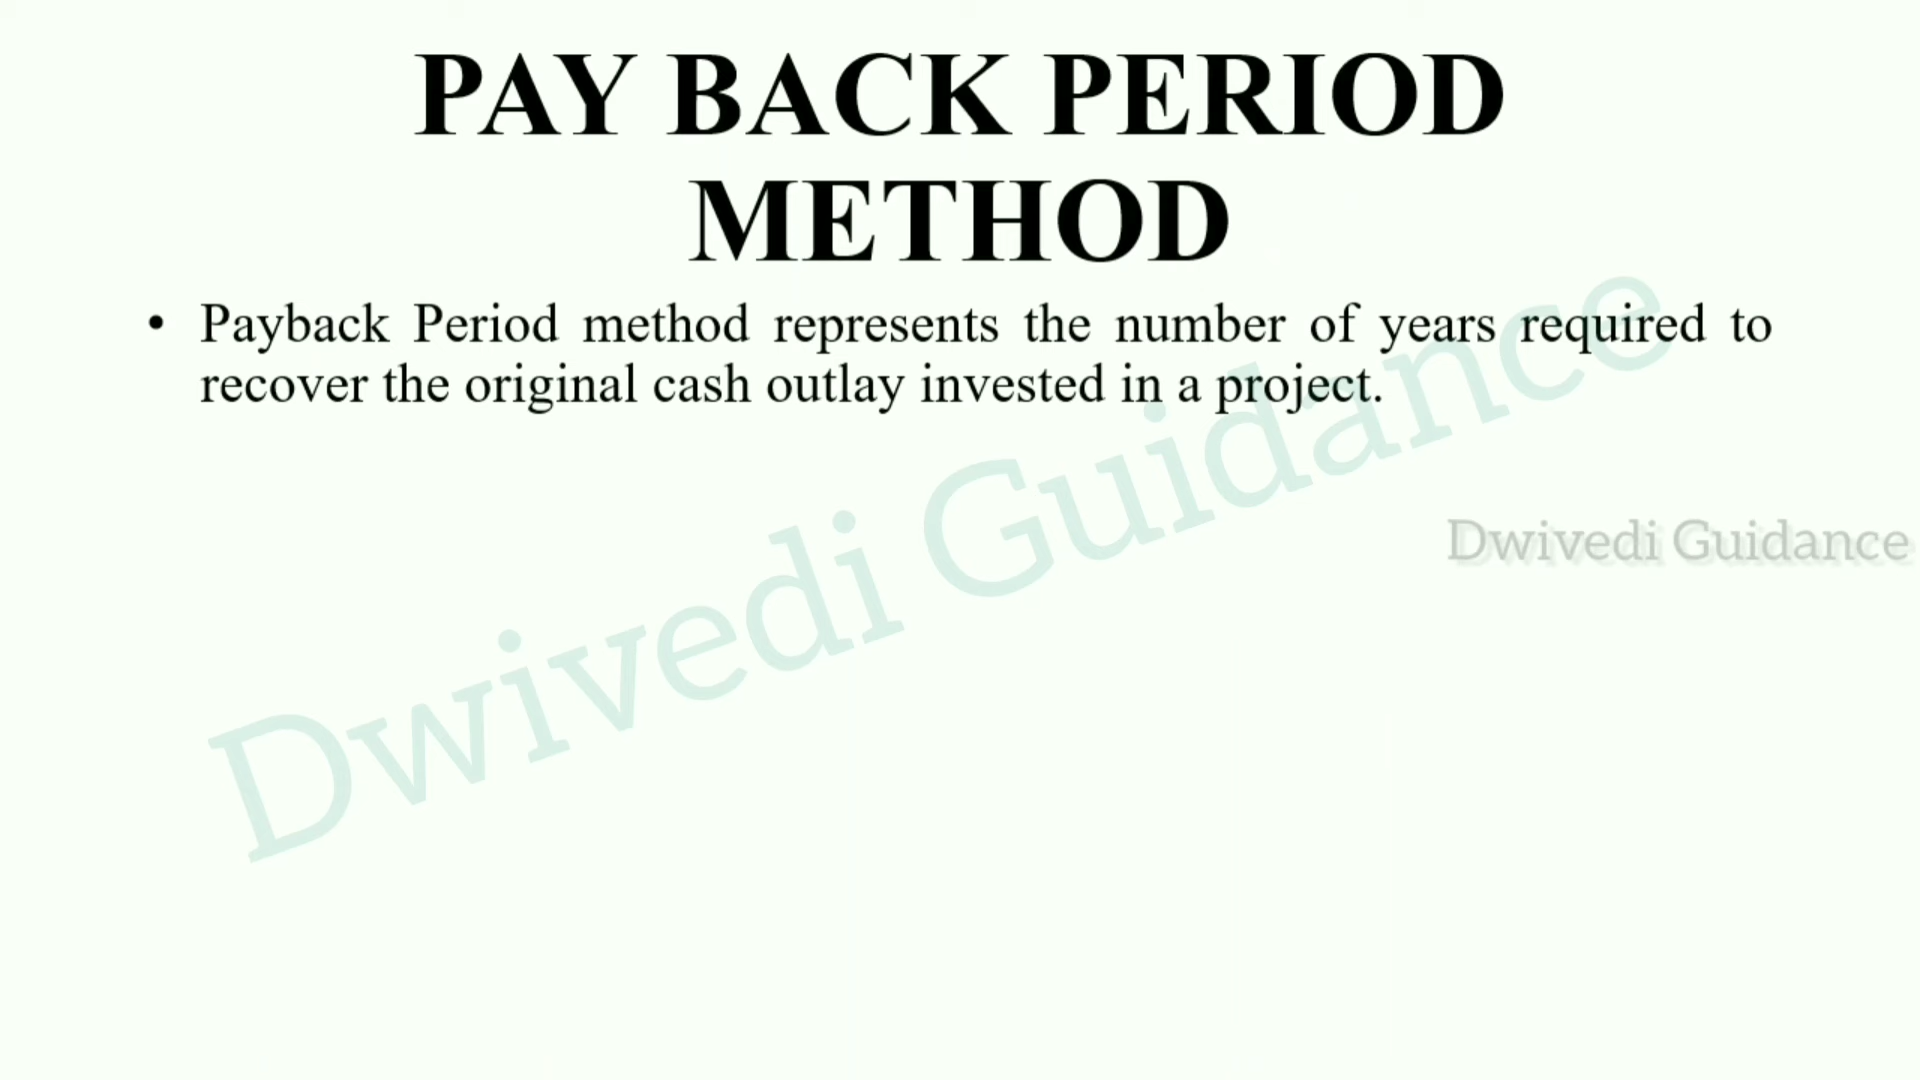 PAY BACK PERIOD
METHOD
• Payback Period method represents the number of years required to
recover the original cash outlay invested in a project.
Dwivedi Guidance
Dwivedi Guidance